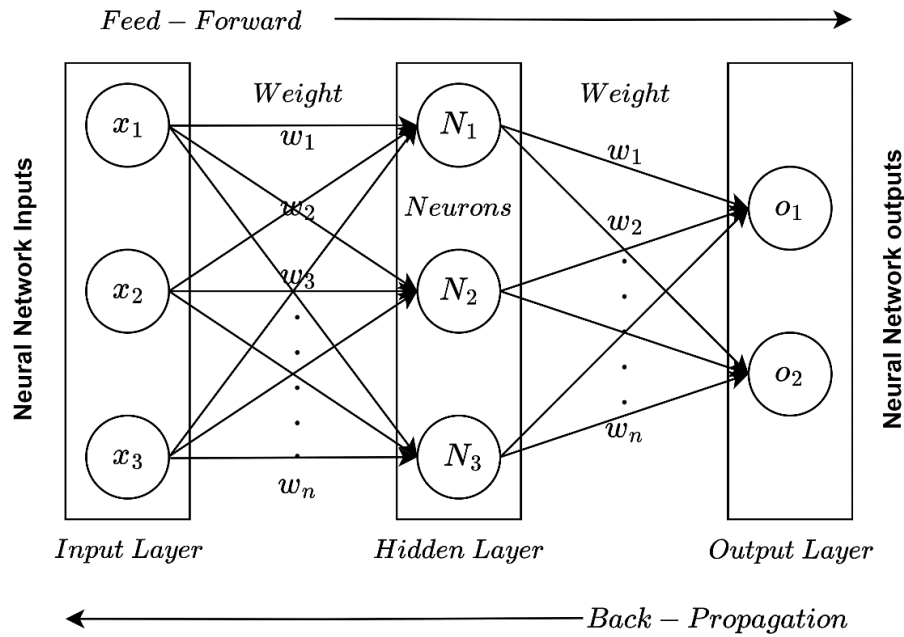 Feed – Forward
Weight
Weight
Neural Network Inputs
x₁
x₂
x₃
w₁
w₂
w₃
wₙ
N₁
Neurons
N₂
N₃
w₁
w₂
wₙ
o₁
o₂
Neural Network outputs
Input Layer
Hidden Layer
Output Layer
Back – Propagation